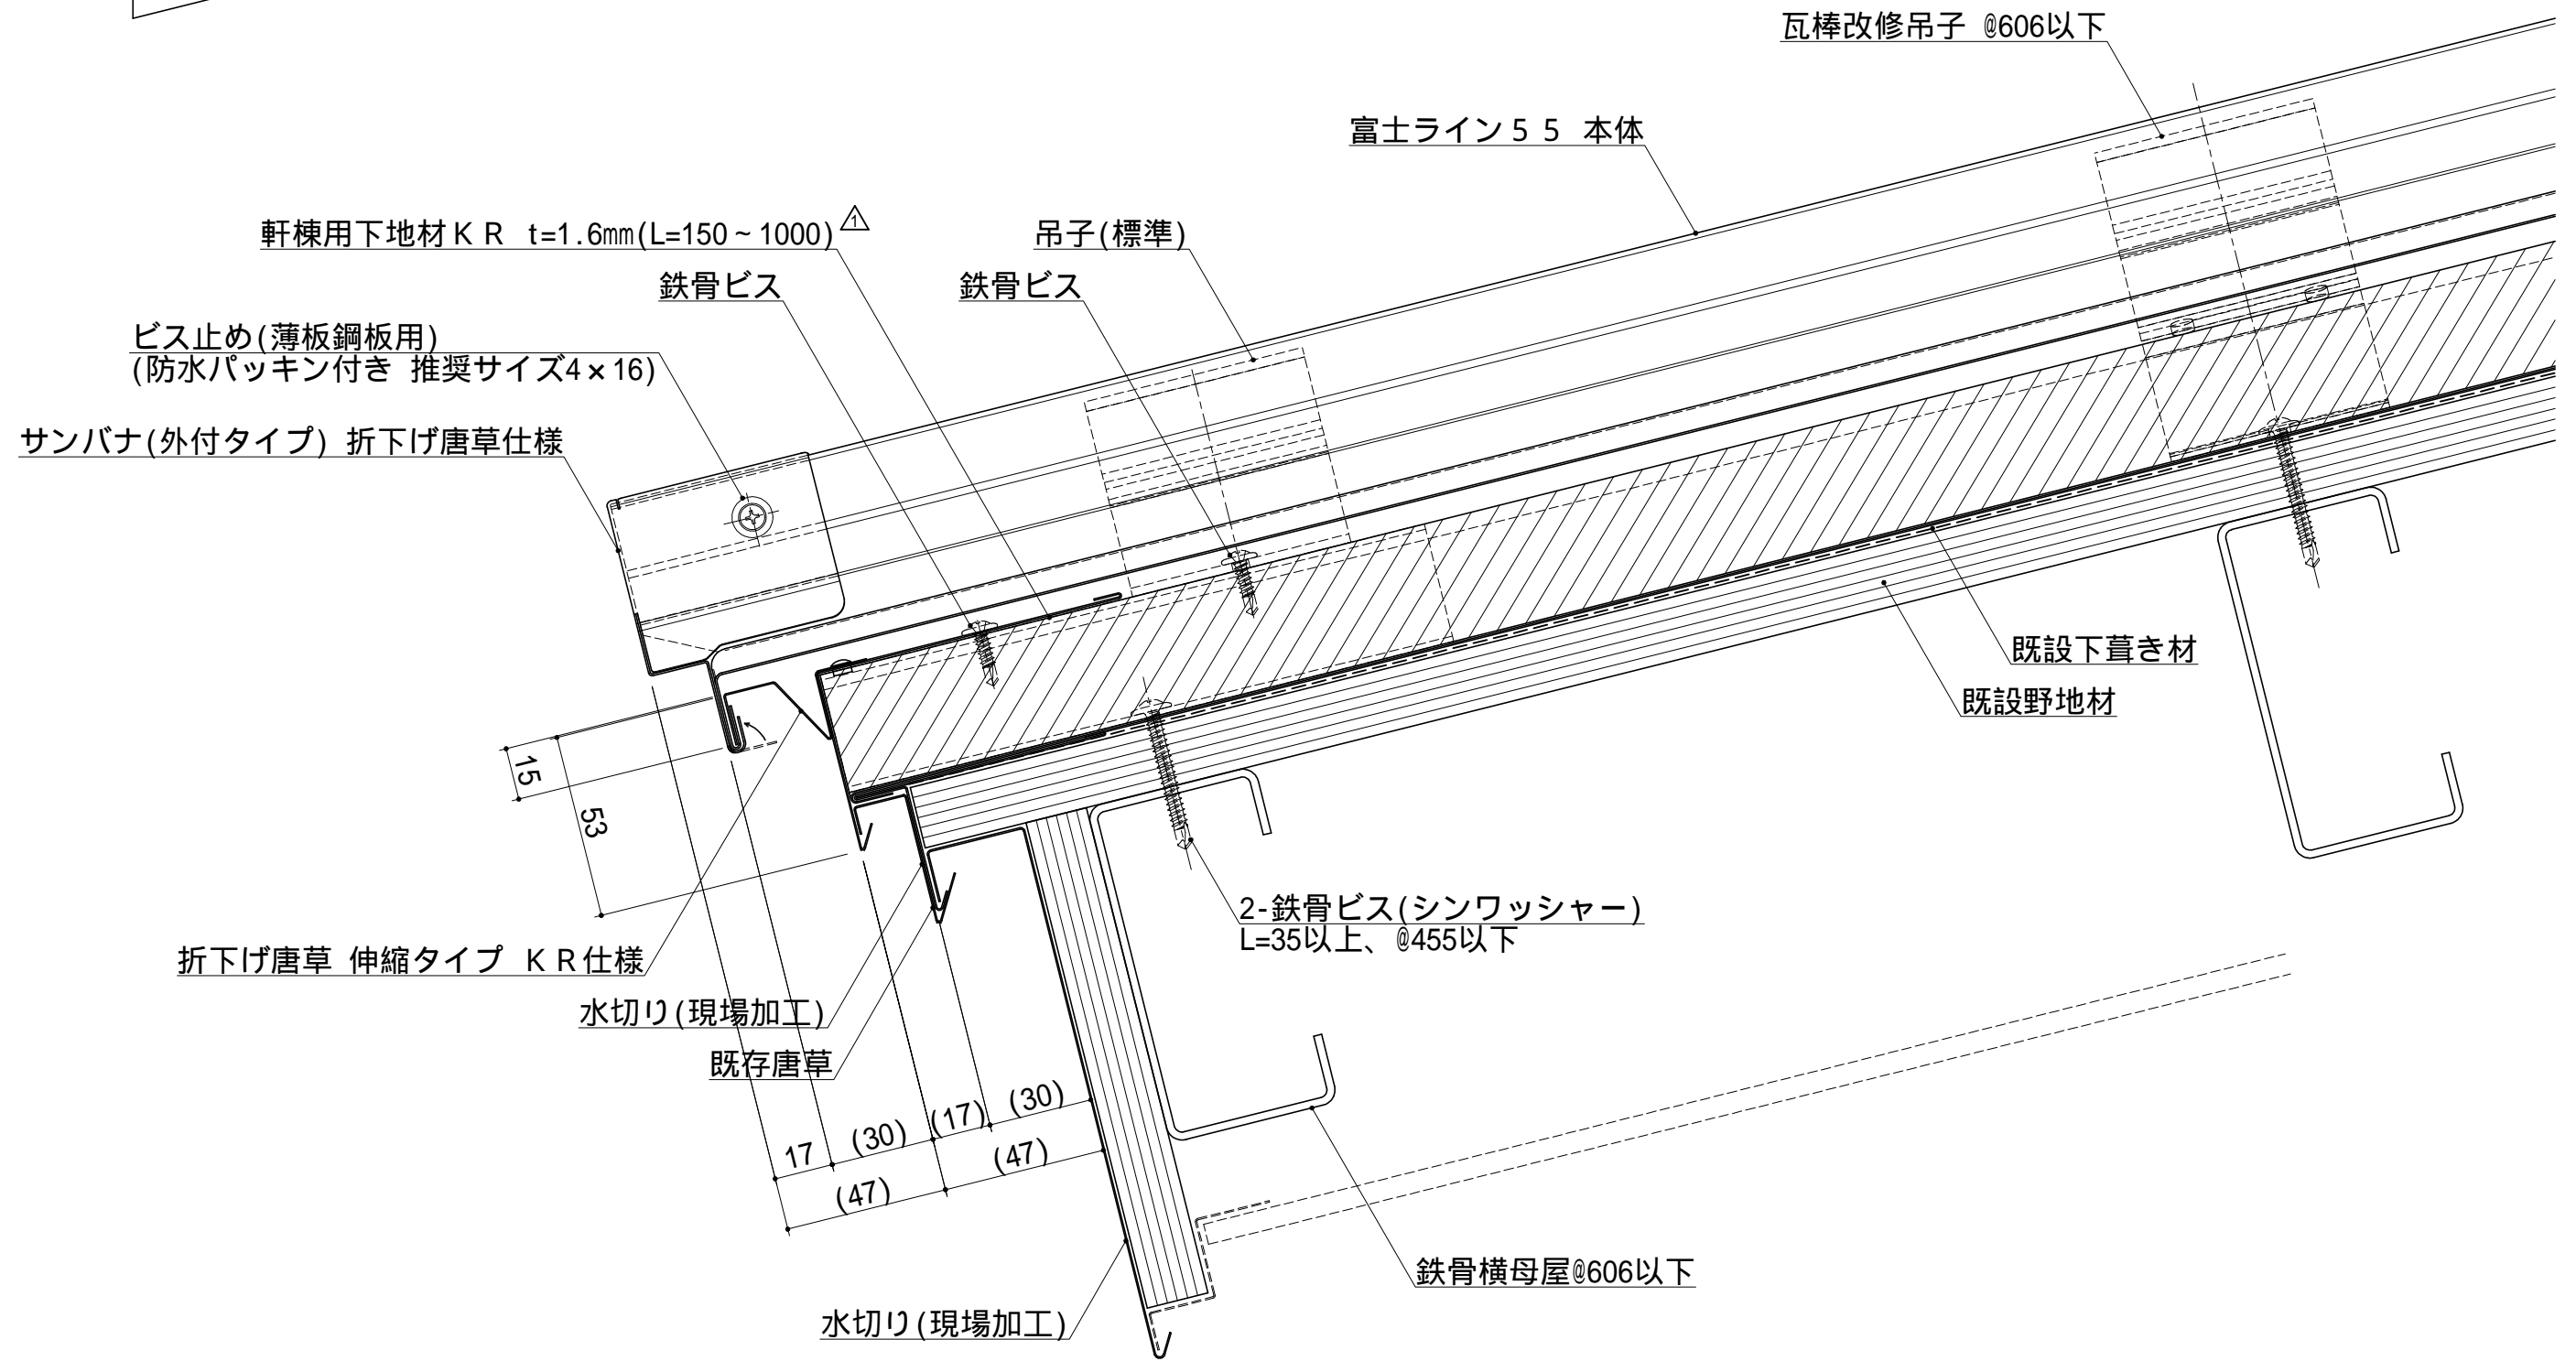 瓦棒改修吊子 @606以下
富士ライン５５ 本体
軒棟用下地材ＫＲ t=1.6㎜(L=150～1000) 1
吊子(標準)
鉄骨ビス
鉄骨ビス
ビス止め(薄板鋼板用)
(防水パッキン付き 推奨サイズ4×16)
サンバナ(外付タイプ) 折下げ唐草仕様
既設下葺き材
既設野地材
15
53
2-鉄骨ビス(シンワッシャー)
L=35以上、@455以下
折下げ唐草 伸縮タイプ ＫＲ仕様
水切り(現場加工)
既存唐草
17 (30) (17) (30)
(47) (47)
鉄骨横母屋@606以下
水切り(現場加工)